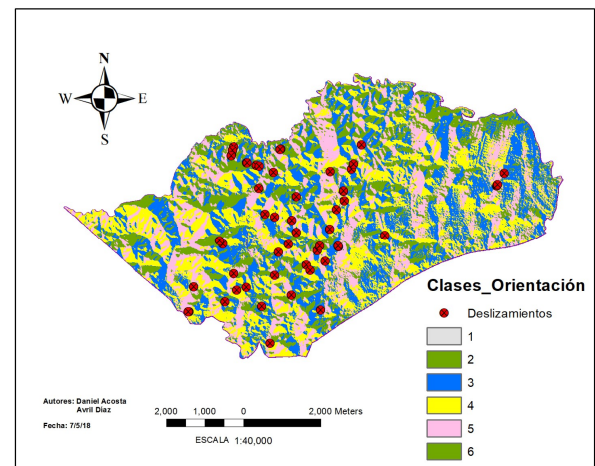 N
W E
S
Clases_Orientación
Deslizamientos
1
2
3
4
5
6
Autores: Daniel Acosta
Avril Díaz
Fecha: 7/5/18
2,000 1,000 0 2,000 Meters
ESCALA 1:40,000